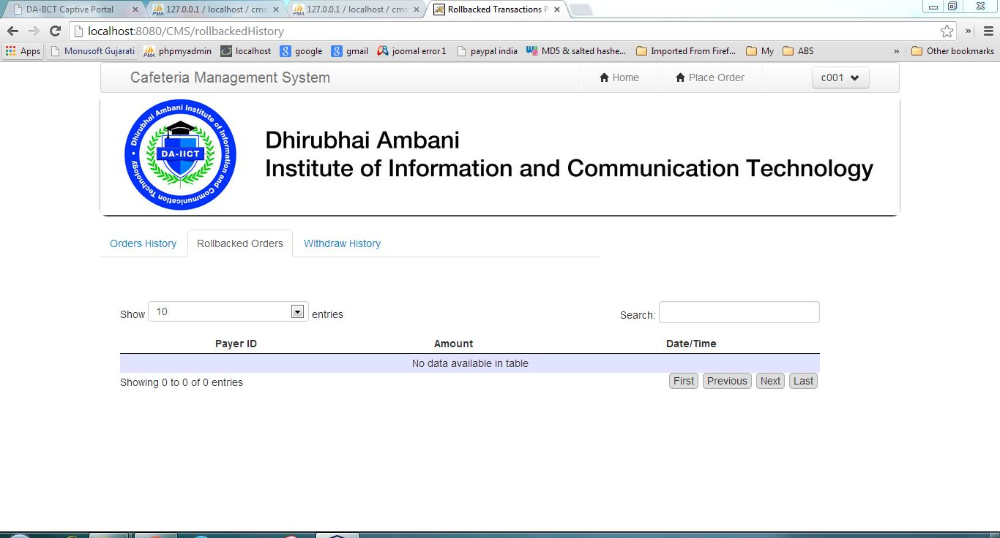 DA-IICT Captive Portal
127.0.0.1 / localhost / cms
127.0.0.1 / localhost / cms
Rollbacked Transactions P
localhost:8080/CMS/rollbackedHistory
Apps
Monusoft Gujarati
phpmyadmin
localhost
google
gmail
joomal error1
paypal india
MD5 & salted hashe...
Imported From Firef...
My
ABS
»
Other bookmarks
Cafeteria Management System
Home
Place Order
c001
Dhirubhai Ambani Institute of Information and Communication Technology
DA-IICT
Dhirubhai Ambani
Institute of Information and Communication Technology
Orders History
Rollbacked Orders
Withdraw History
Show 10 entries
Search:
Payer ID Amount Date/Time
No data available in table
Showing 0 to 0 of 0 entries
First Previous Next Last